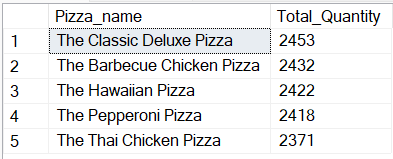 Pizza_name Total_Quantity
1 The Classic Deluxe Pizza 2453
2 The Barbecue Chicken Pizza 2432
3 The Hawaiian Pizza 2422
4 The Pepperoni Pizza 2418
5 The Thai Chicken Pizza 2371